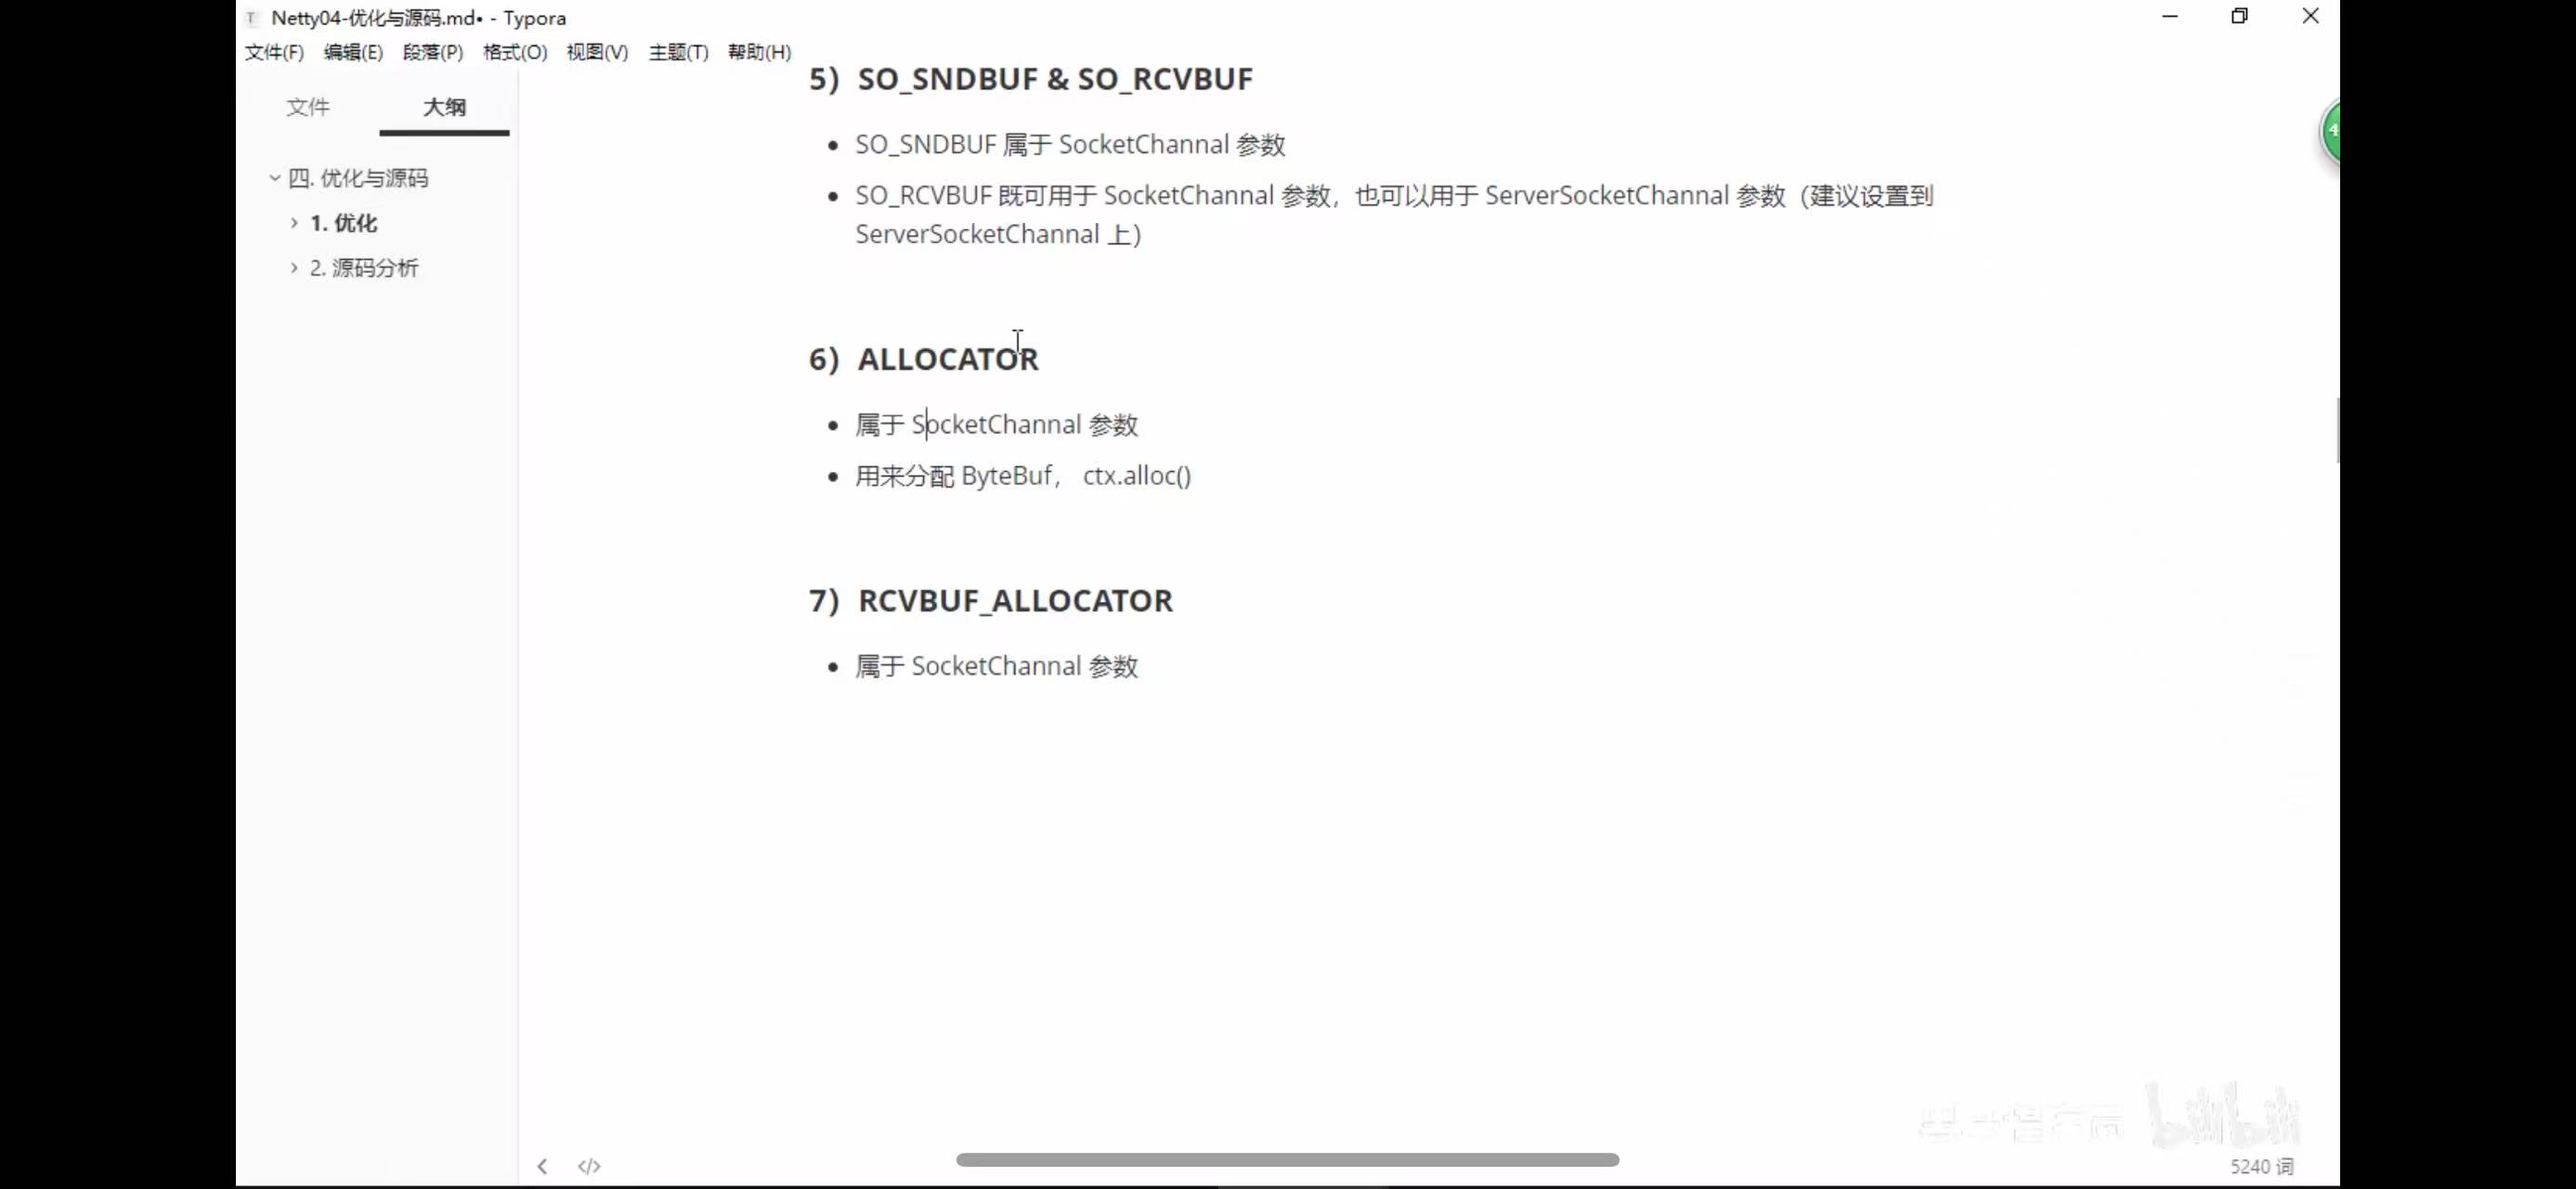 Netty04-优化与源码.md• - Typora
文件(F) 编辑(E) 段落(P) 格式(O) 视图(V) 主题(T) 帮助(H)
文件 大纲
四. 优化与源码
1. 优化
2. 源码分析
5）SO_SNDBUF & SO_RCVBUF
SO_SNDBUF 属于 SocketChannal 参数
SO_RCVBUF 既可用于 SocketChannal 参数，也可以用于 ServerSocketChannal 参数（建议设置到
ServerSocketChannal 上）
6）ALLOCATOR
属于 SocketChannal 参数
用来分配 ByteBuf， ctx.alloc()
7）RCVBUF_ALLOCATOR
属于 SocketChannal 参数
4
bilibili
5240 词